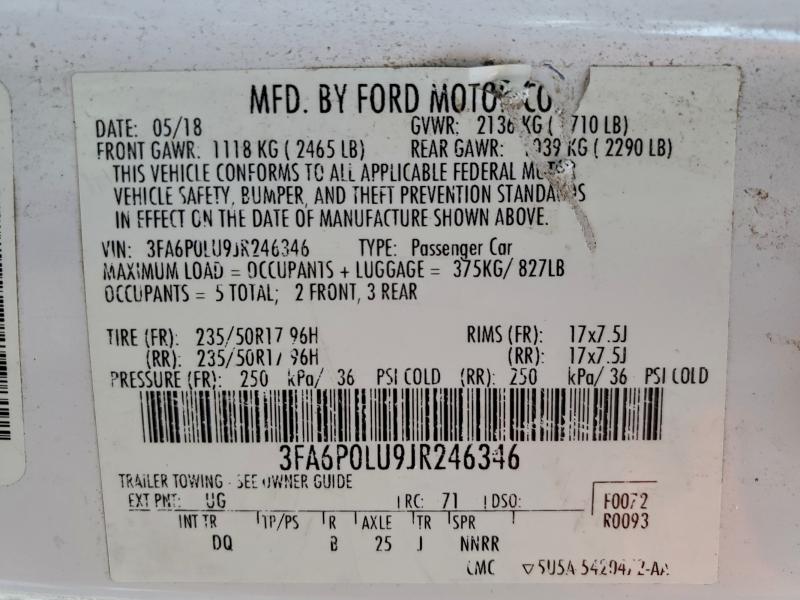 MFD. BY FORD MOTOR CO.
DATE: 05/18 GVWR: 2136 KG ( 710 LB)
FRONT GAWR: 1118 KG ( 2465 LB) REAR GAWR: 1039 KG ( 2290 LB)
THIS VEHICLE CONFORMS TO ALL APPLICABLE FEDERAL MOTOR
VEHICLE SAFETY, BUMPER, AND THEFT PREVENTION STANDARDS
IN EFFECT ON THE DATE OF MANUFACTURE SHOWN ABOVE.
VIN: 3FA6P0LU9JR246346 TYPE: Passenger Car
MAXIMUM LOAD = OCCUPANTS + LUGGAGE = 375KG/ 827LB
OCCUPANTS = 5 TOTAL; 2 FRONT, 3 REAR
TIRE (FR): 235/50R17 96H RIMS (FR): 17x7.5J
(RR): 235/50R17 96H (RR): 17x7.5J
PRESSURE (FR): 250 kPa/ 36 PSI COLD (RR): 250 kPa/ 36 PSI COLD
3FA6P0LU9JR246346
TRAILER TOWING - SEE OWNER GUIDE
EXT PNT: UG RC: 71 DSO: F0072
INT TR TP/PS R AXLE TR SPR R0093
DQ B 25 J NNRR